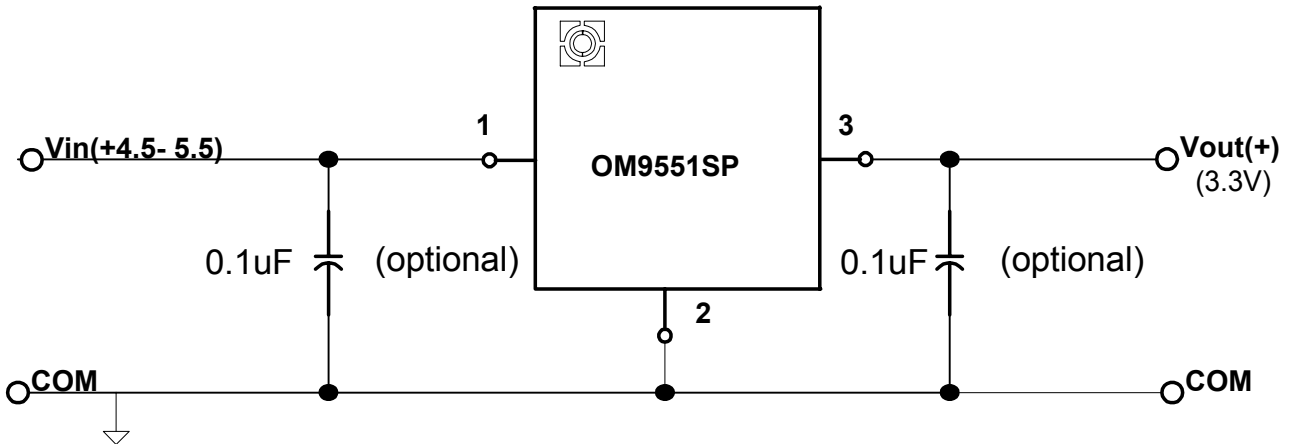 1
3
Vin(+4.5- 5.5)
OM9551SP
Vout(+)
(3.3V)
0.1uF
(optional)
0.1uF
(optional)
2
COM
COM